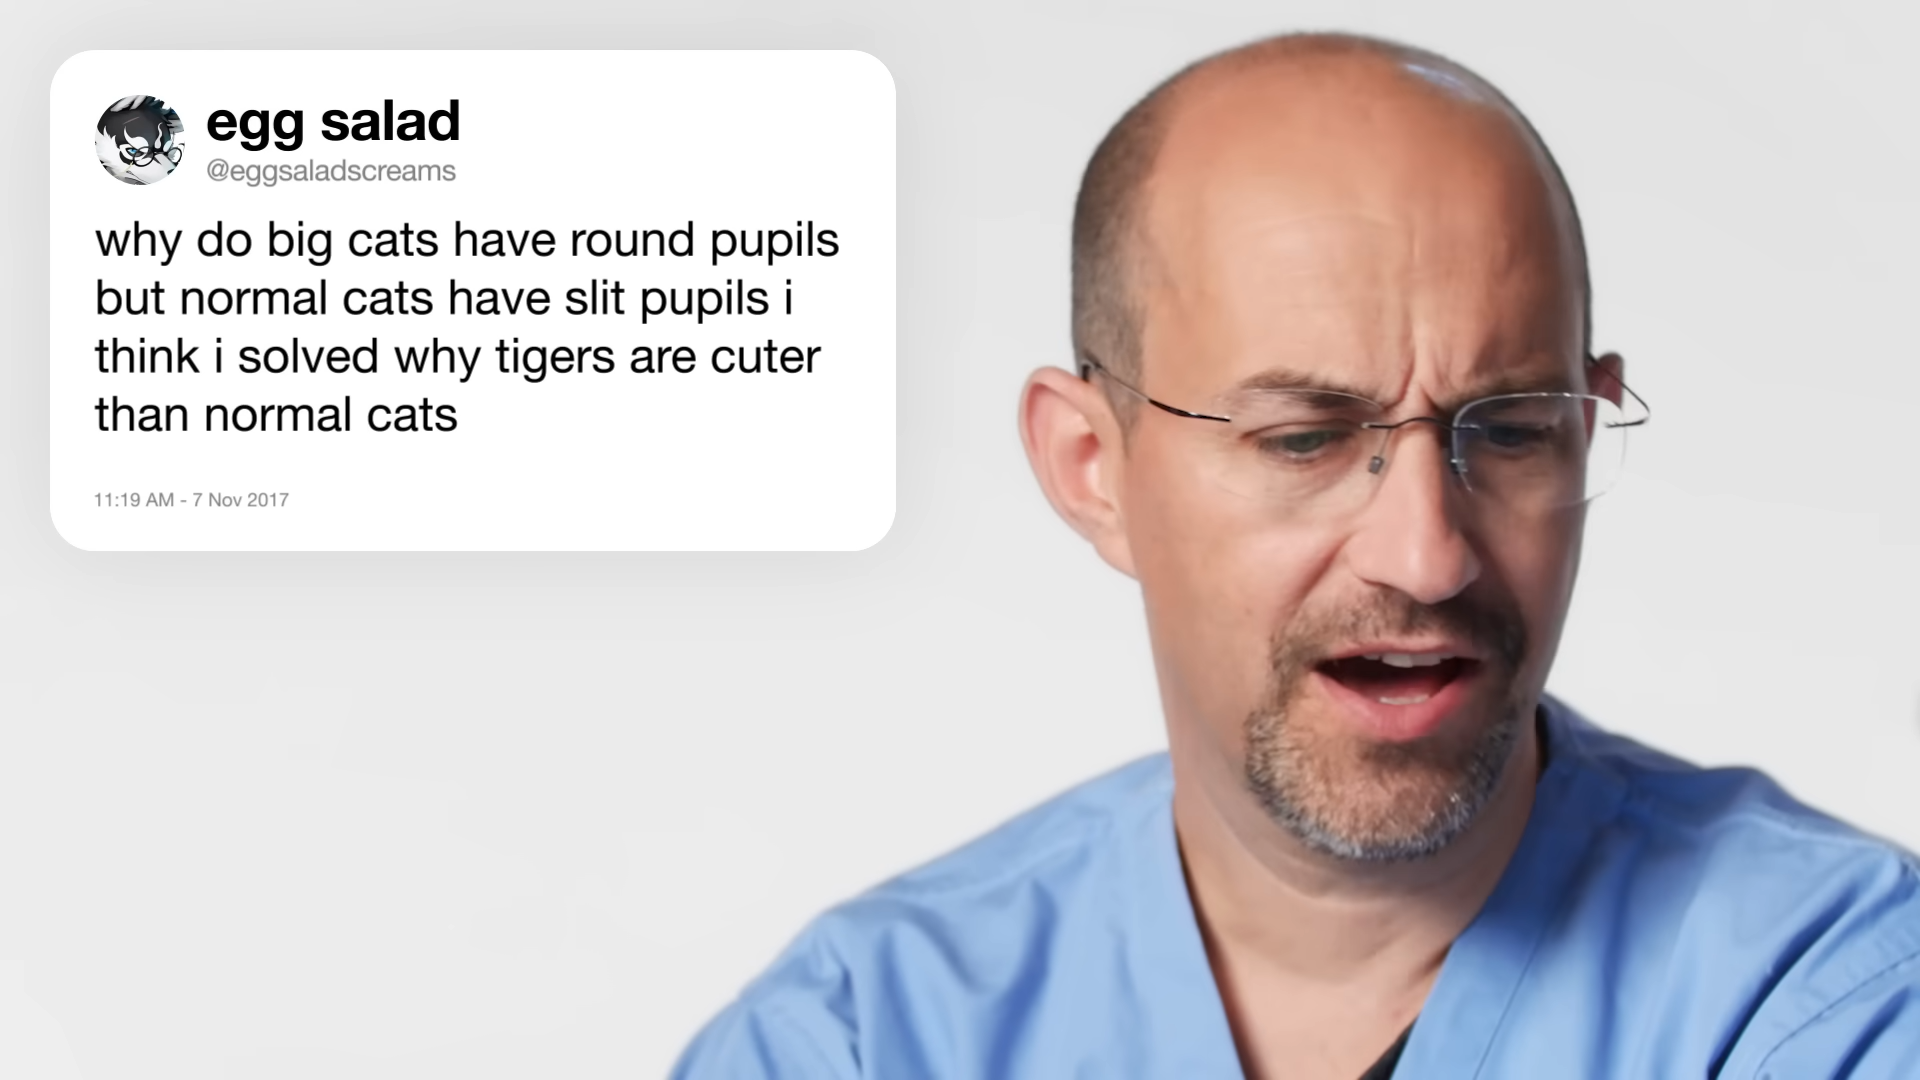 egg salad
@eggsaladscreams
why do big cats have round pupils
but normal cats have slit pupils i
think i solved why tigers are cuter
than normal cats
11:19 AM - 7 Nov 2017